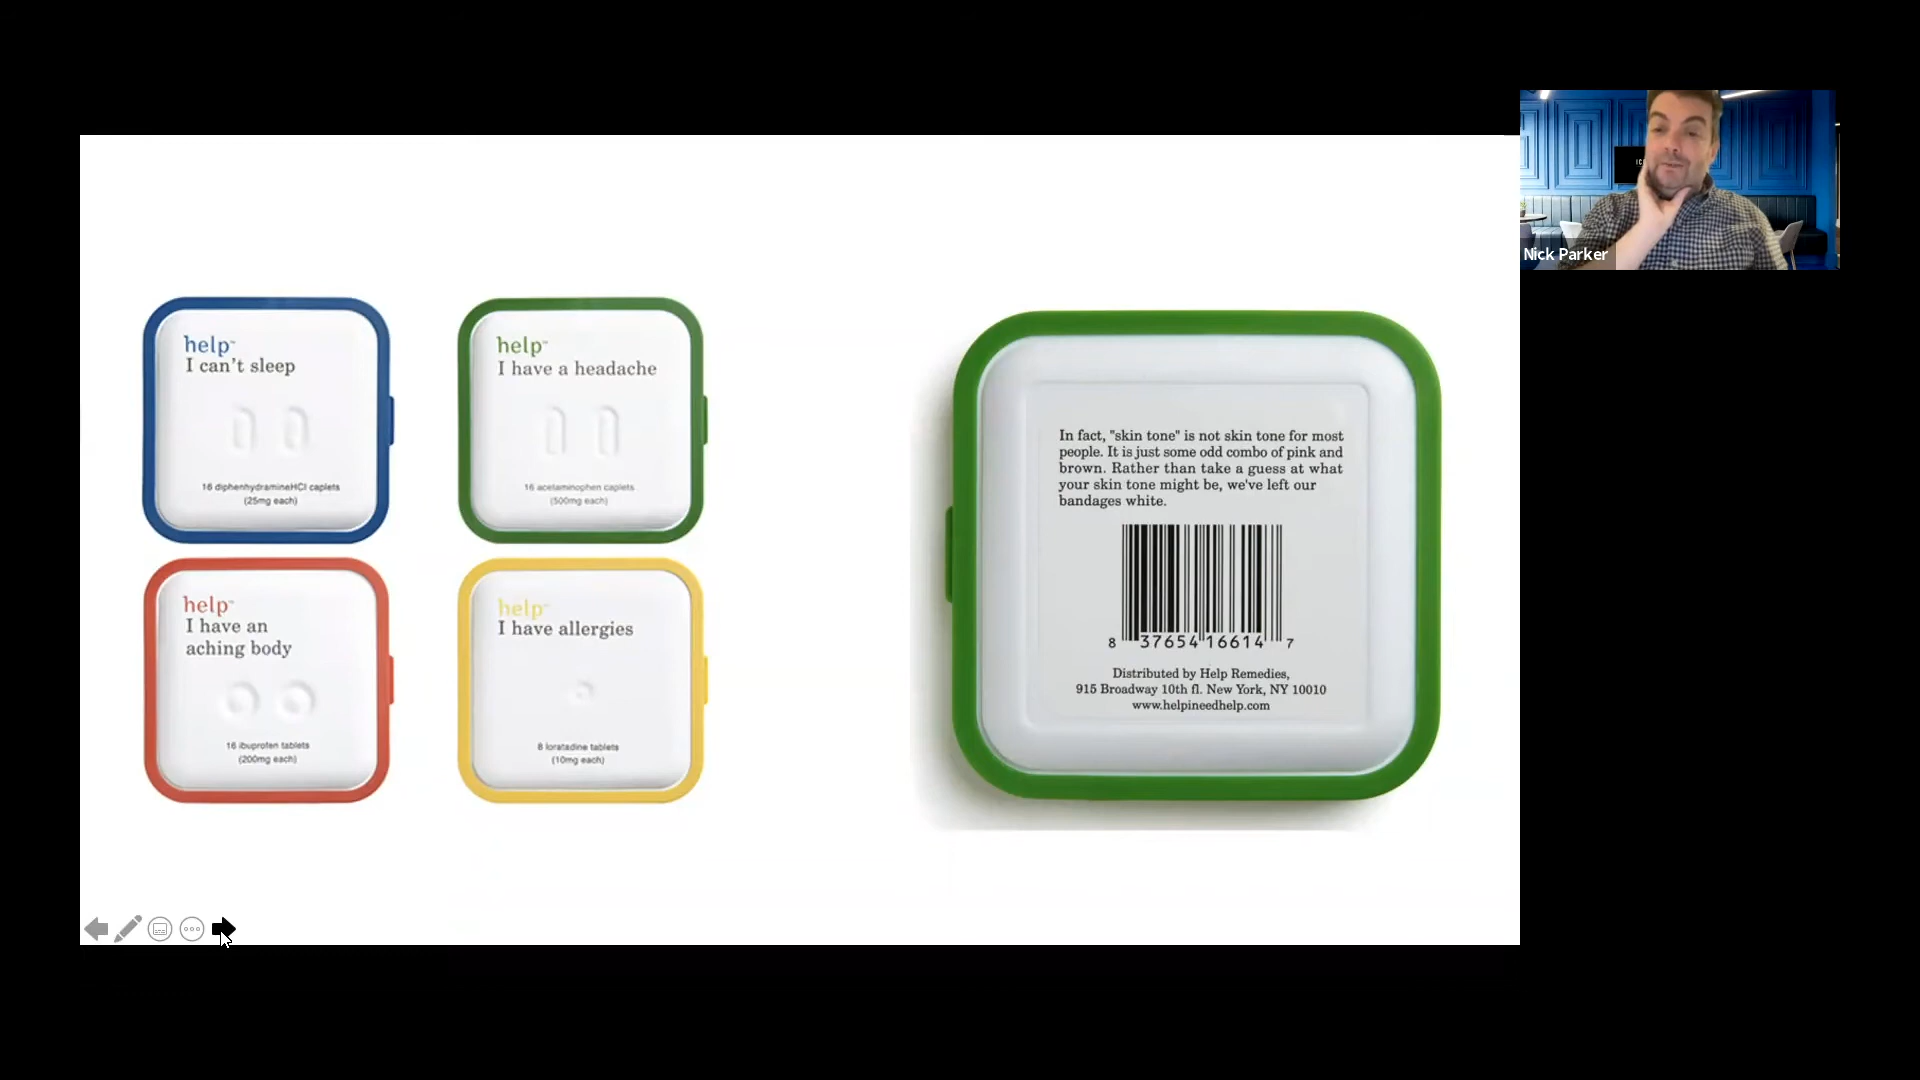 help™
I can't sleep
16 diphenhydramineHCl caplets
(25mg each)
help™
I have a headache
16 acetaminophen caplets
(500mg each)
help™
I have an
aching body
16 ibuprofen tablets
(200mg each)
help™
I have allergies
8 loratadine tablets
(10mg each)
In fact, "skin tone" is not skin tone for most
people. It is just some odd combo of pink and
brown. Rather than take a guess at what
your skin tone might be, we've left our
bandages white.
8 37654 16614 7
Distributed by Help Remedies,
915 Broadway 10th fl. New York, NY 10010
www.helpineedhelp.com
Nick Parker